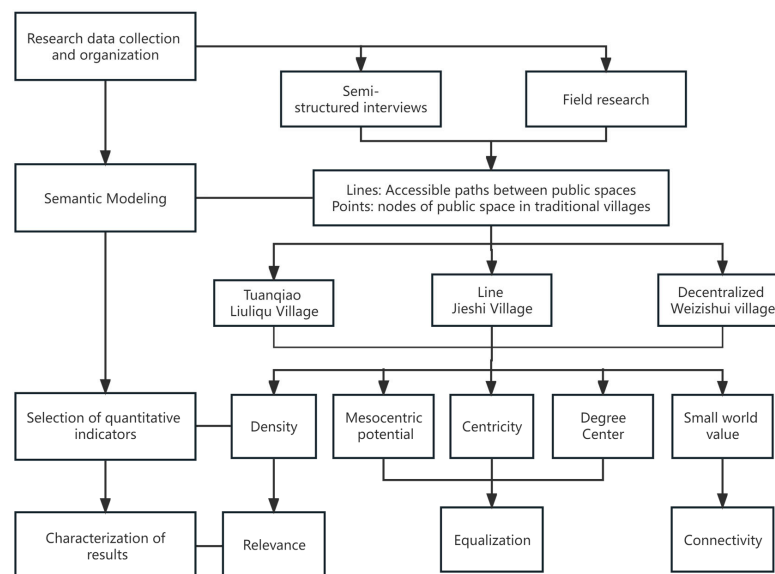 Research data collection
and organization
Semi-
structured interviews
Field research
Semantic Modeling
Lines: Accessible paths between public spaces
Points: nodes of public space in traditional villages
Tuanqiao
Liuliqu Village
Line
Jieshi Village
Decentralized
Weizishui village
Selection of quantitative
indicators
Density
Mesocentric
potential
Centricity
Degree
Center
Small world
value
Characterization of
results
Relevance
Equalization
Connectivity